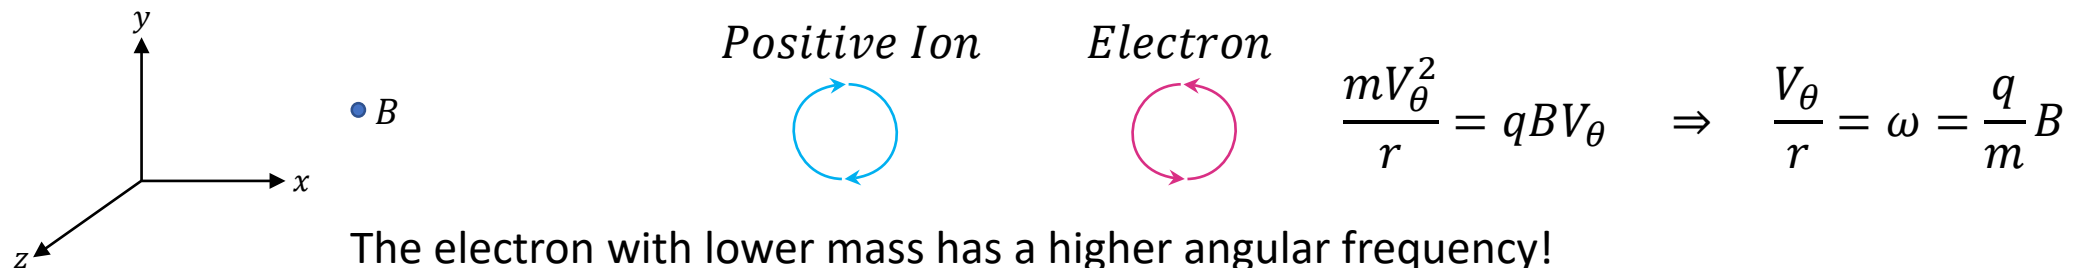 y
B
x
z
Positive Ion
Electron
mV_θ^2/r = qBV_θ ⇒ V_θ/r = ω = q/m B
The electron with lower mass has a higher angular frequency!